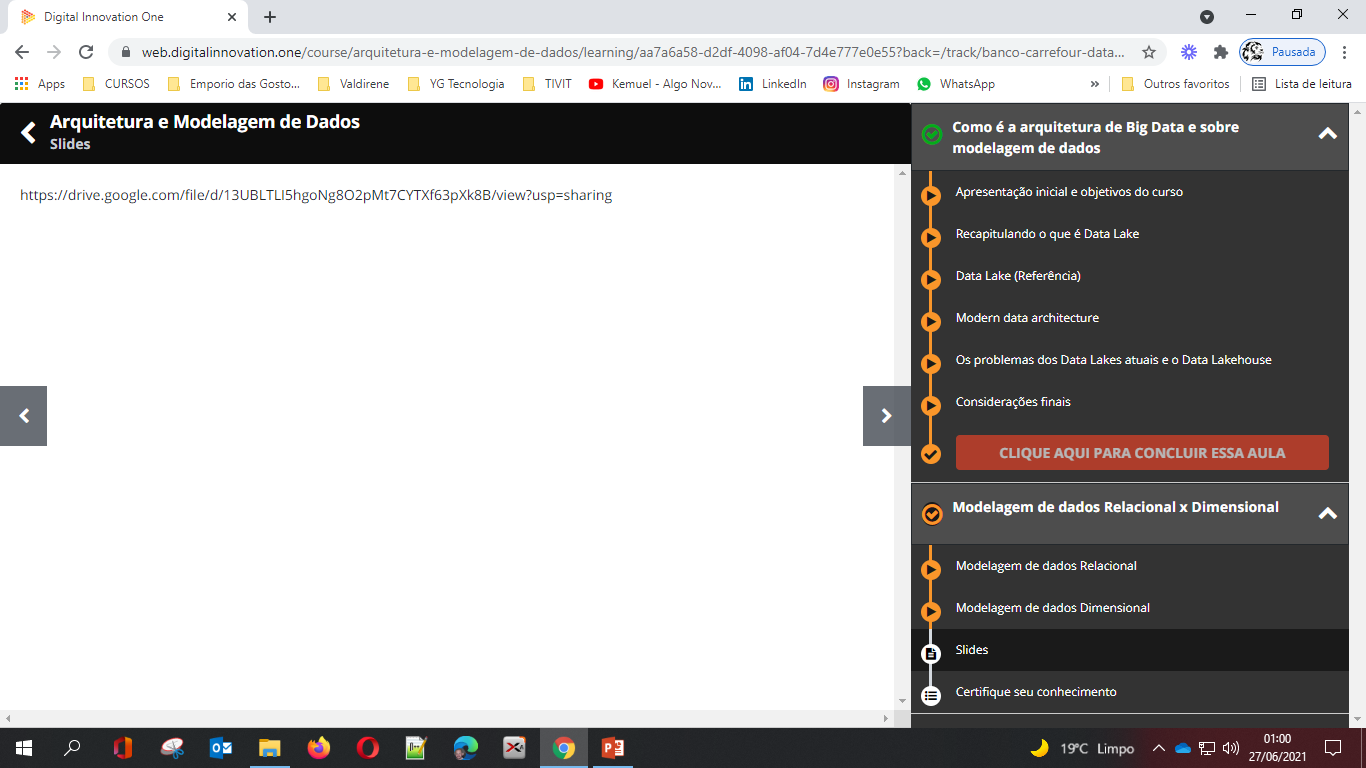 Digital Innovation One
web.digitalinnovation.one/course/arquitetura-e-modelagem-de-dados/learning/aa7a6a58-d2df-4098-af04-7d4e777e0e55?back=/track/banco-carrefour-data...
Pausada
Apps
CURSOS
Emporio das Gosto...
Valdirene
YG Tecnologia
TIVIT
Kemuel - Algo Nov...
LinkedIn
Instagram
WhatsApp
»
Outros favoritos
Lista de leitura
Arquitetura e Modelagem de Dados
Slides
https://drive.google.com/file/d/13UBLTLI5hgoNg8O2pMt7CYTXf63pXk8B/view?usp=sharing
Como é a arquitetura de Big Data e sobre
modelagem de dados
Apresentação inicial e objetivos do curso
Recapitulando o que é Data Lake
Data Lake (Referência)
Modern data architecture
Os problemas dos Data Lakes atuais e o Data Lakehouse
Considerações finais
CLIQUE AQUI PARA CONCLUIR ESSA AULA
Modelagem de dados Relacional x Dimensional
Modelagem de dados Relacional
Modelagem de dados Dimensional
Slides
Certifique seu conhecimento
19°C Limpo
01:00
27/06/2021